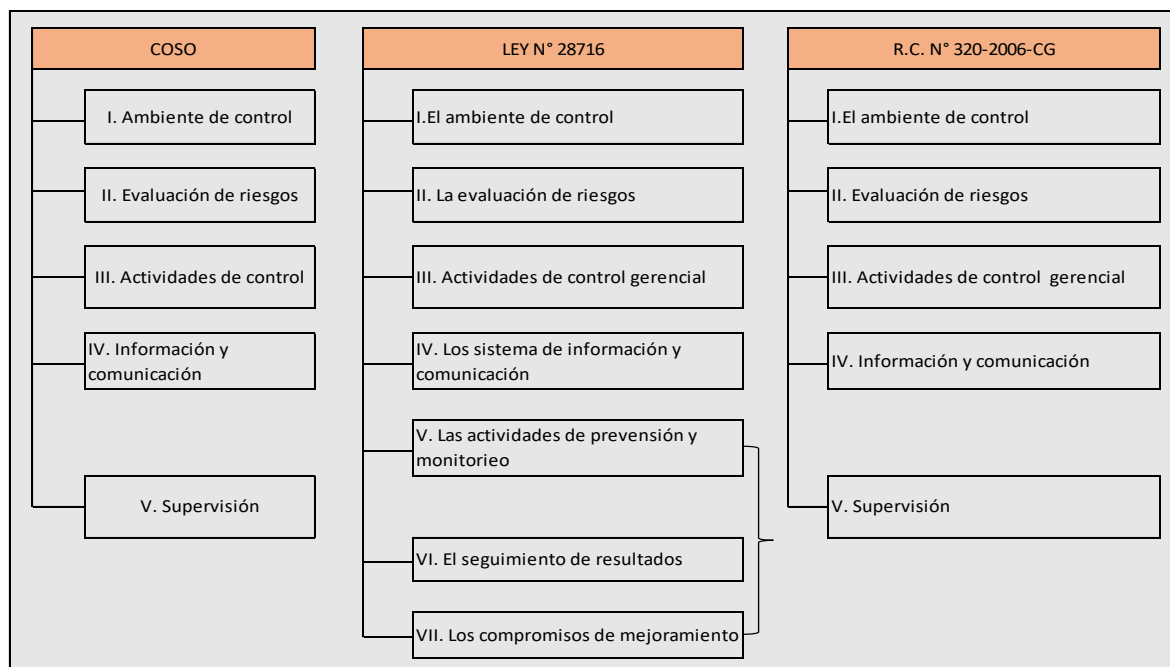 COSO
I. Ambiente de control
II. Evaluación de riesgos
III. Actividades de control
IV. Información y
comunicación
V. Supervisión
LEY N° 28716
I.El ambiente de control
II. La evaluación de riesgos
III. Actividades de control gerencial
IV. Los sistema de información y
comunicación
V. Las actividades de prevensión y
monitorieo
VI. El seguimiento de resultados
VII. Los compromisos de mejoramiento
R.C. N° 320-2006-CG
I.El ambiente de control
II. Evaluación de riesgos
III. Actividades de control gerencial
IV. Información y comunicación
V. Supervisión